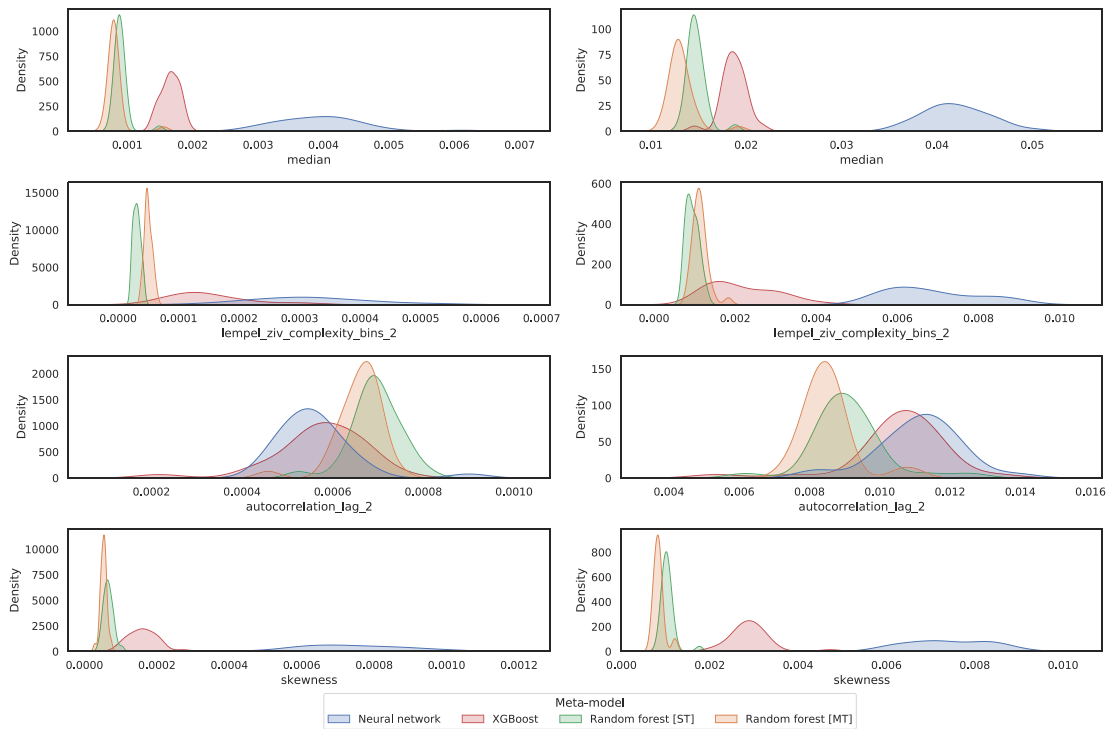 Density
1000
750
500
250
0
0.001 0.002 0.003 0.004 0.005 0.006 0.007
median
Density
100
75
50
25
0
0.01 0.02 0.03 0.04 0.05
median
Density
15000
10000
5000
0
0.0000 0.0001 0.0002 0.0003 0.0004 0.0005 0.0006 0.0007
lempel_ziv_complexity_bins_2
Density
600
400
200
0
0.000 0.002 0.004 0.006 0.008 0.010
lempel_ziv_complexity_bins_2
Density
2000
1500
1000
500
0
0.0002 0.0004 0.0006 0.0008 0.0010
autocorrelation_lag_2
Density
150
100
50
0
0.004 0.006 0.008 0.010 0.012 0.014 0.016
autocorrelation_lag_2
Density
10000
7500
5000
2500
0
0.0000 0.0002 0.0004 0.0006 0.0008 0.0010 0.0012
skewness
Density
800
600
400
200
0
0.000 0.002 0.004 0.006 0.008 0.010
skewness
Meta-model
Neural network XGBoost Random forest [ST] Random forest [MT]